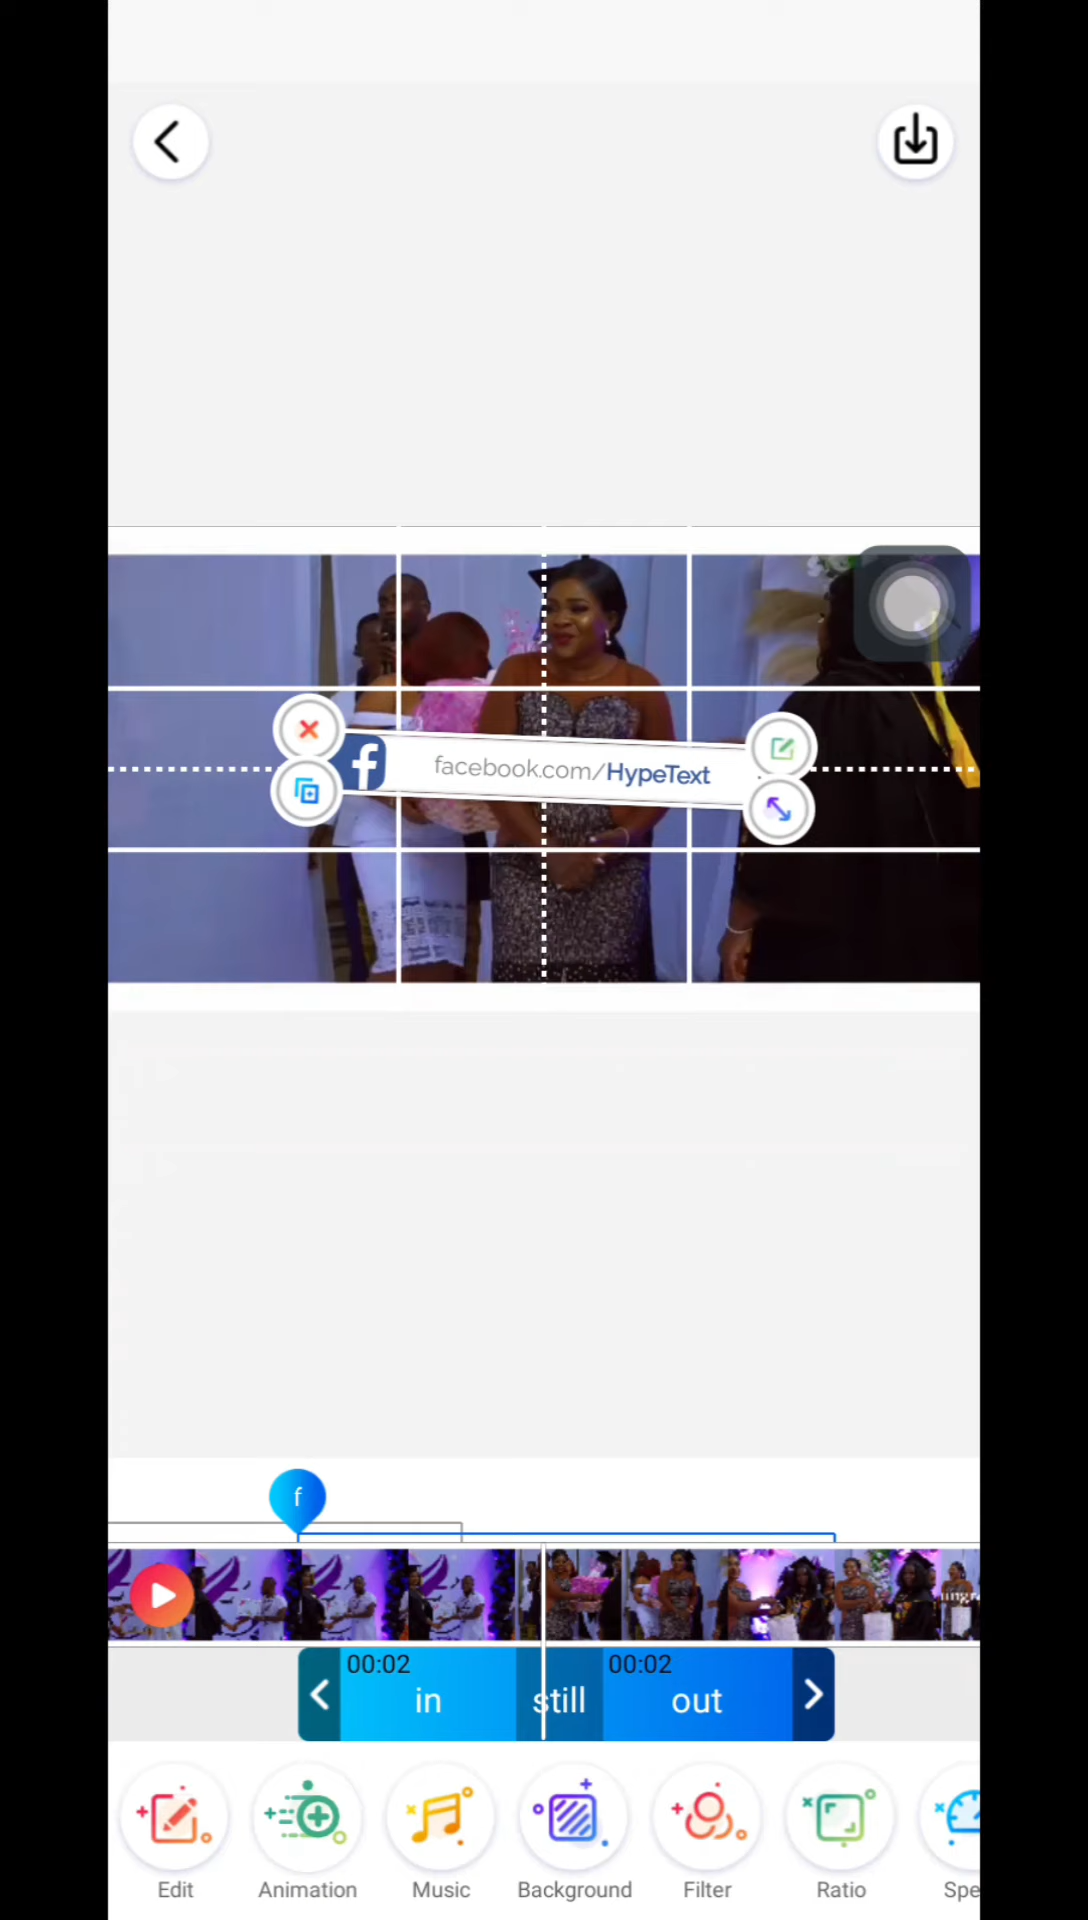 f facebook.com/HypeText
f
00:02 00:02
in still out
Edit Animation Music Background Filter Ratio Spe